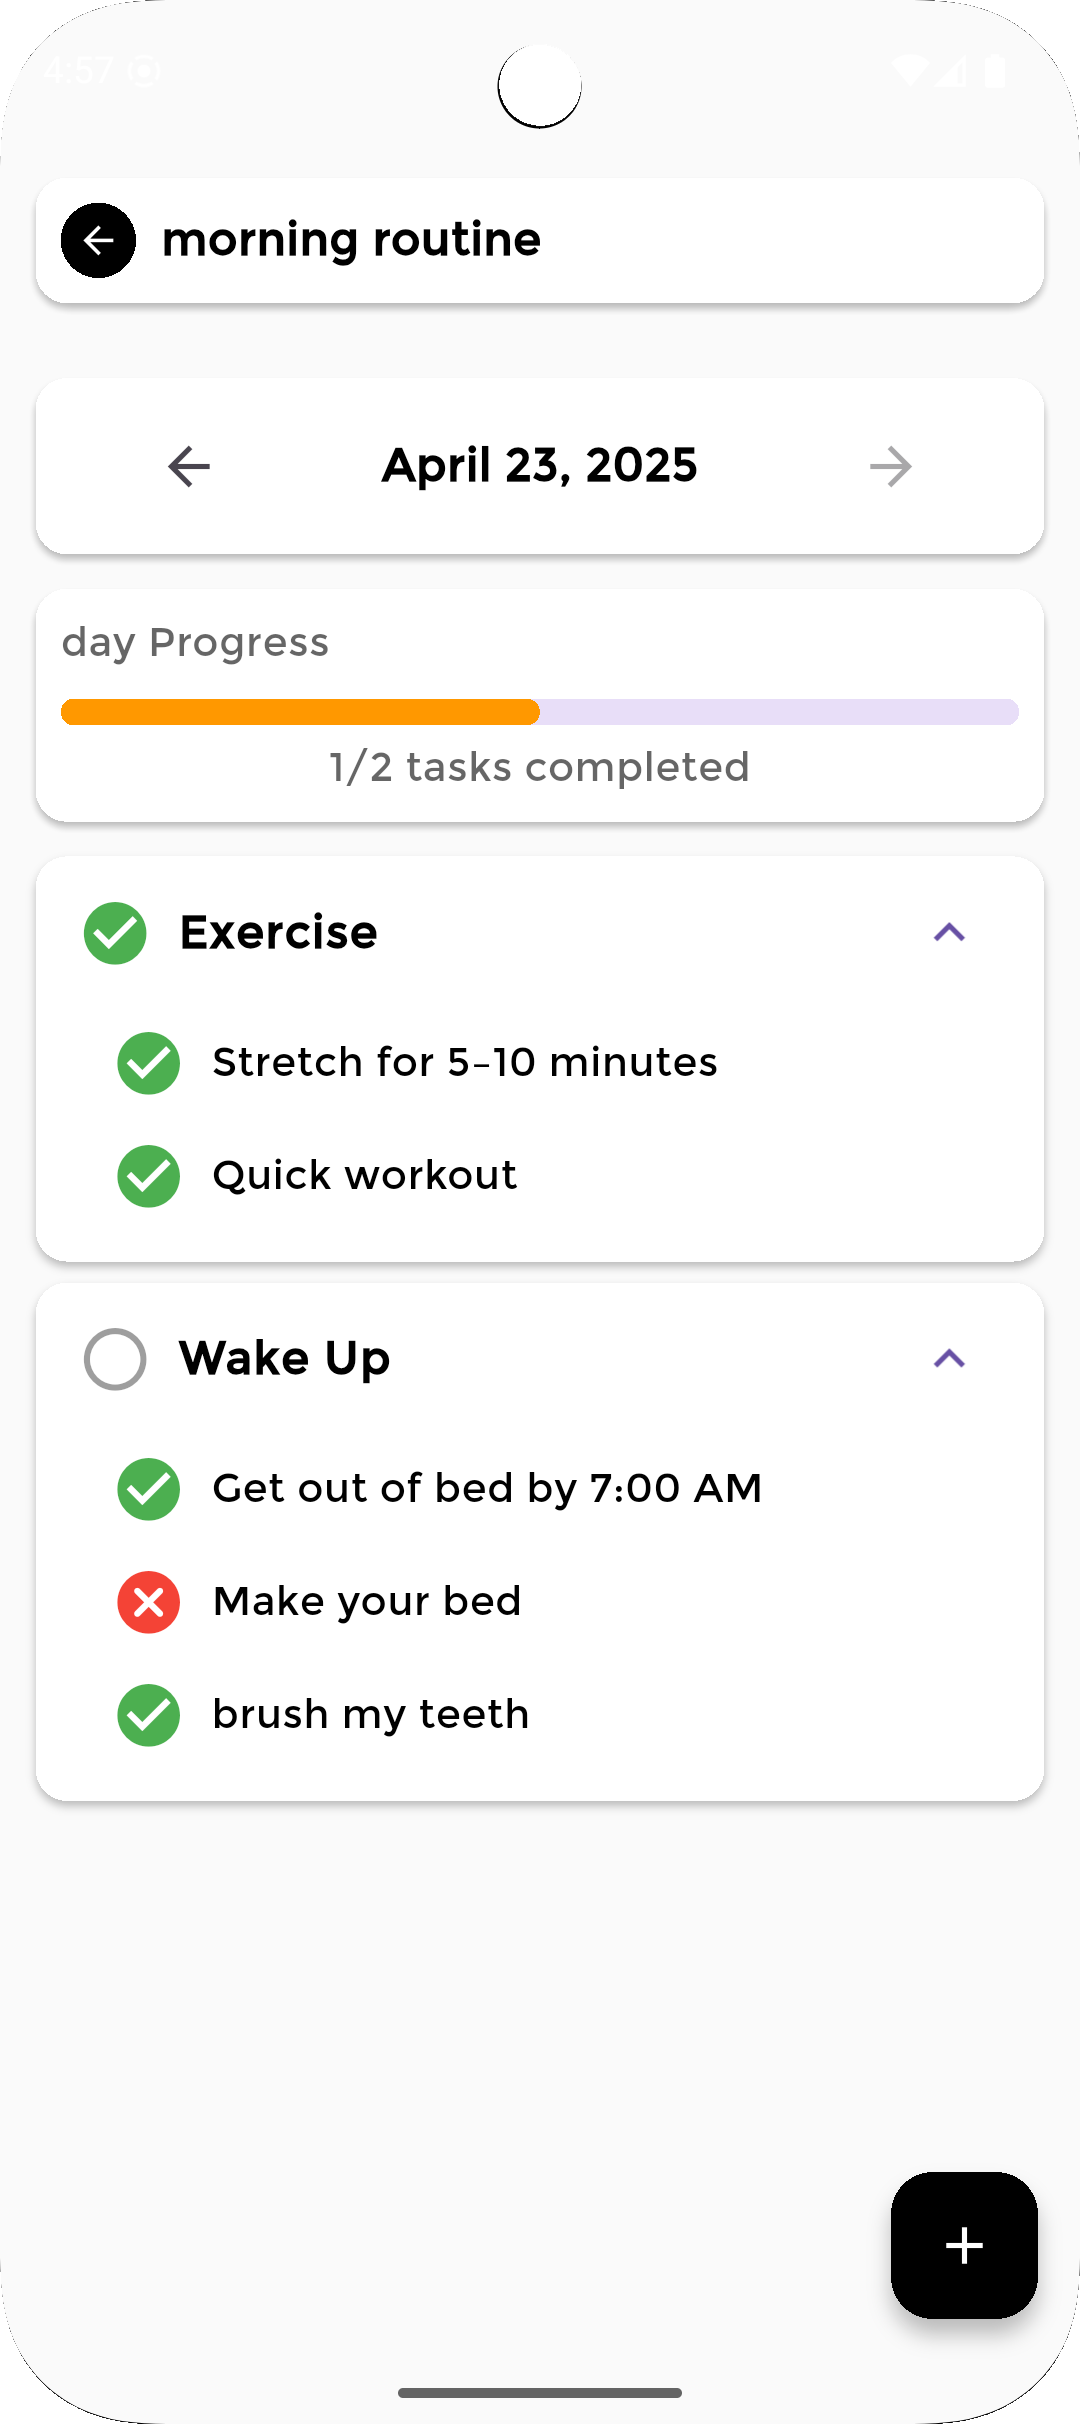 4:57
morning routine
April 23, 2025
day Progress
1/2 tasks completed
Exercise
Stretch for 5–10 minutes
Quick workout
Wake Up
Get out of bed by 7:00 AM
Make your bed
brush my teeth